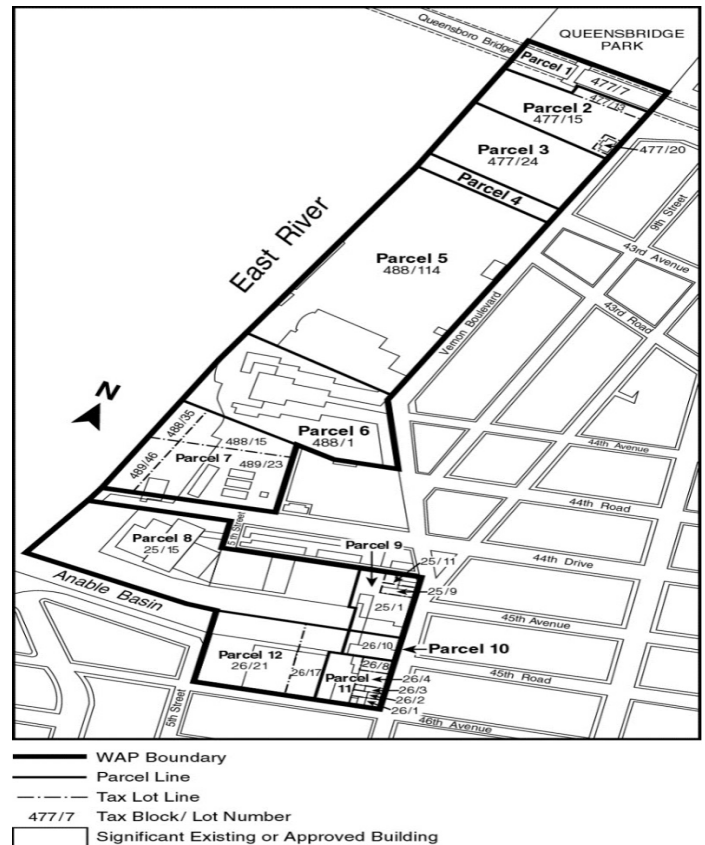 QUEENSBRIDGE
PARK
Queensboro Bridge
Parcel 1
477/7
477/13
Parcel 2
477/15
477/20
Parcel 3
477/24
Parcel 4
9th Street
43rd Avenue
East River
Parcel 5
488/114
43rd Road
Vernon Boulevard
N
Parcel 6
488/1
44th Avenue
488/35
488/15
489/46
Parcel 7
489/23
44th Road
5th Street
Parcel 8
25/15
Parcel 9
44th Drive
25/11
25/9
Anable Basin
25/1
45th Avenue
26/10
Parcel 10
Parcel 12
26/21
26/17
26/8
Parcel
11
26/4
26/3
26/2
26/1
45th Road
5th Street
46th Avenue
WAP Boundary
Parcel Line
Tax Lot Line
477/7 Tax Block/ Lot Number
Significant Existing or Approved Building